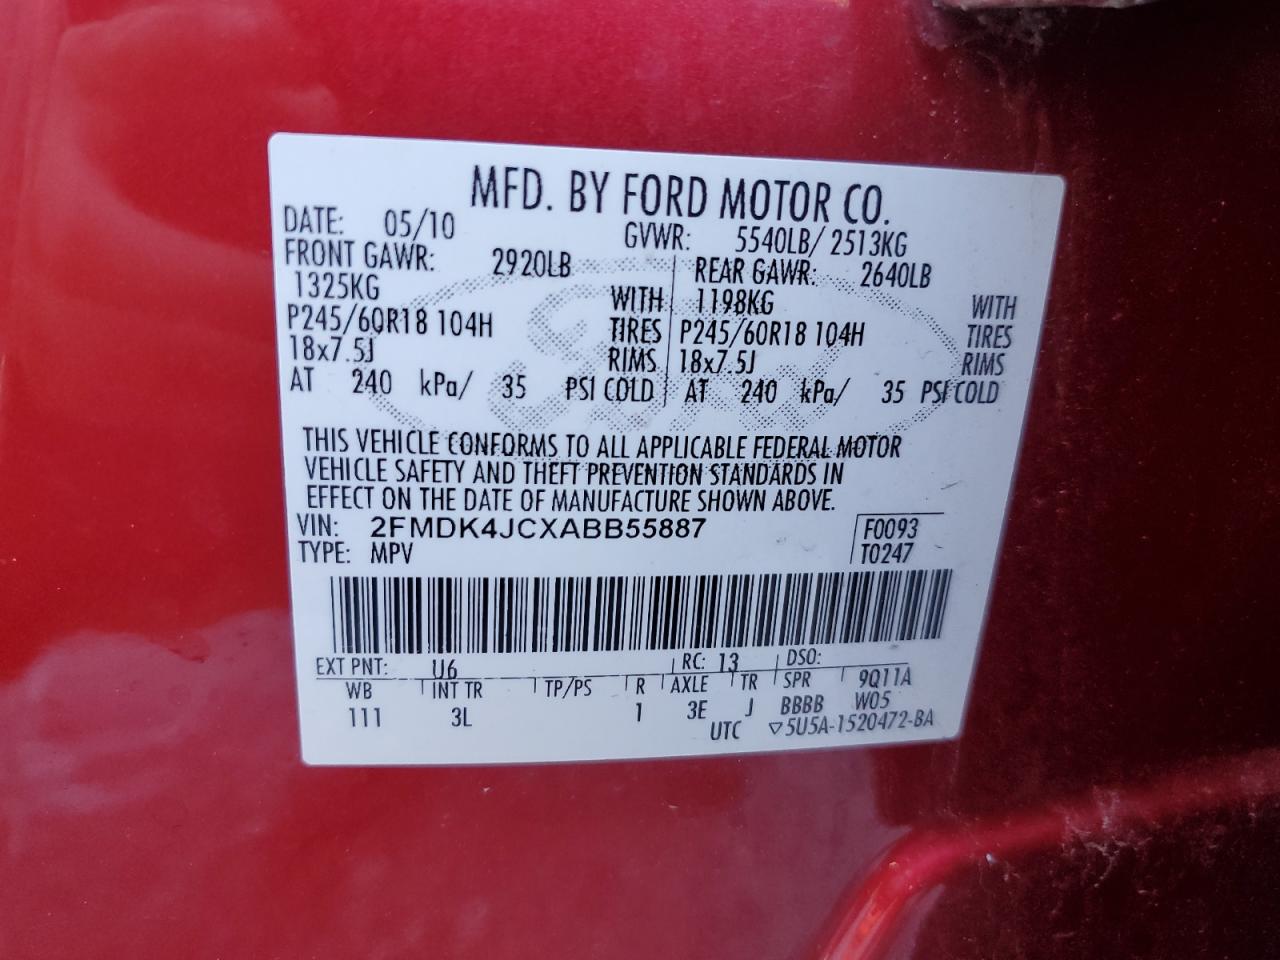 MFD. BY FORD MOTOR CO.
DATE: 05/10 GVWR: 5540LB/ 2513KG
FRONT GAWR: 2920LB REAR GAWR: 2640LB
1325KG WITH 1198KG WITH
P245/60R18 104H TIRES P245/60R18 104H TIRES
18x7.5J RIMS 18x7.5J RIMS
AT 240 kPa/ 35 PSI COLD AT 240 kPa/ 35 PSI COLD
Ford
THIS VEHICLE CONFORMS TO ALL APPLICABLE FEDERAL MOTOR
VEHICLE SAFETY AND THEFT PREVENTION STANDARDS IN
EFFECT ON THE DATE OF MANUFACTURE SHOWN ABOVE.
VIN: 2FMDK4JCXABB55887 F0093
TYPE: MPV T0247
EXT PNT: U6 RC: 13 DSO:
WB INT TR TP/PS R AXLE TR SPR 9Q11A
111 3L 1 3E J BBBB W05
UTC ▽5U5A-1520472-BA